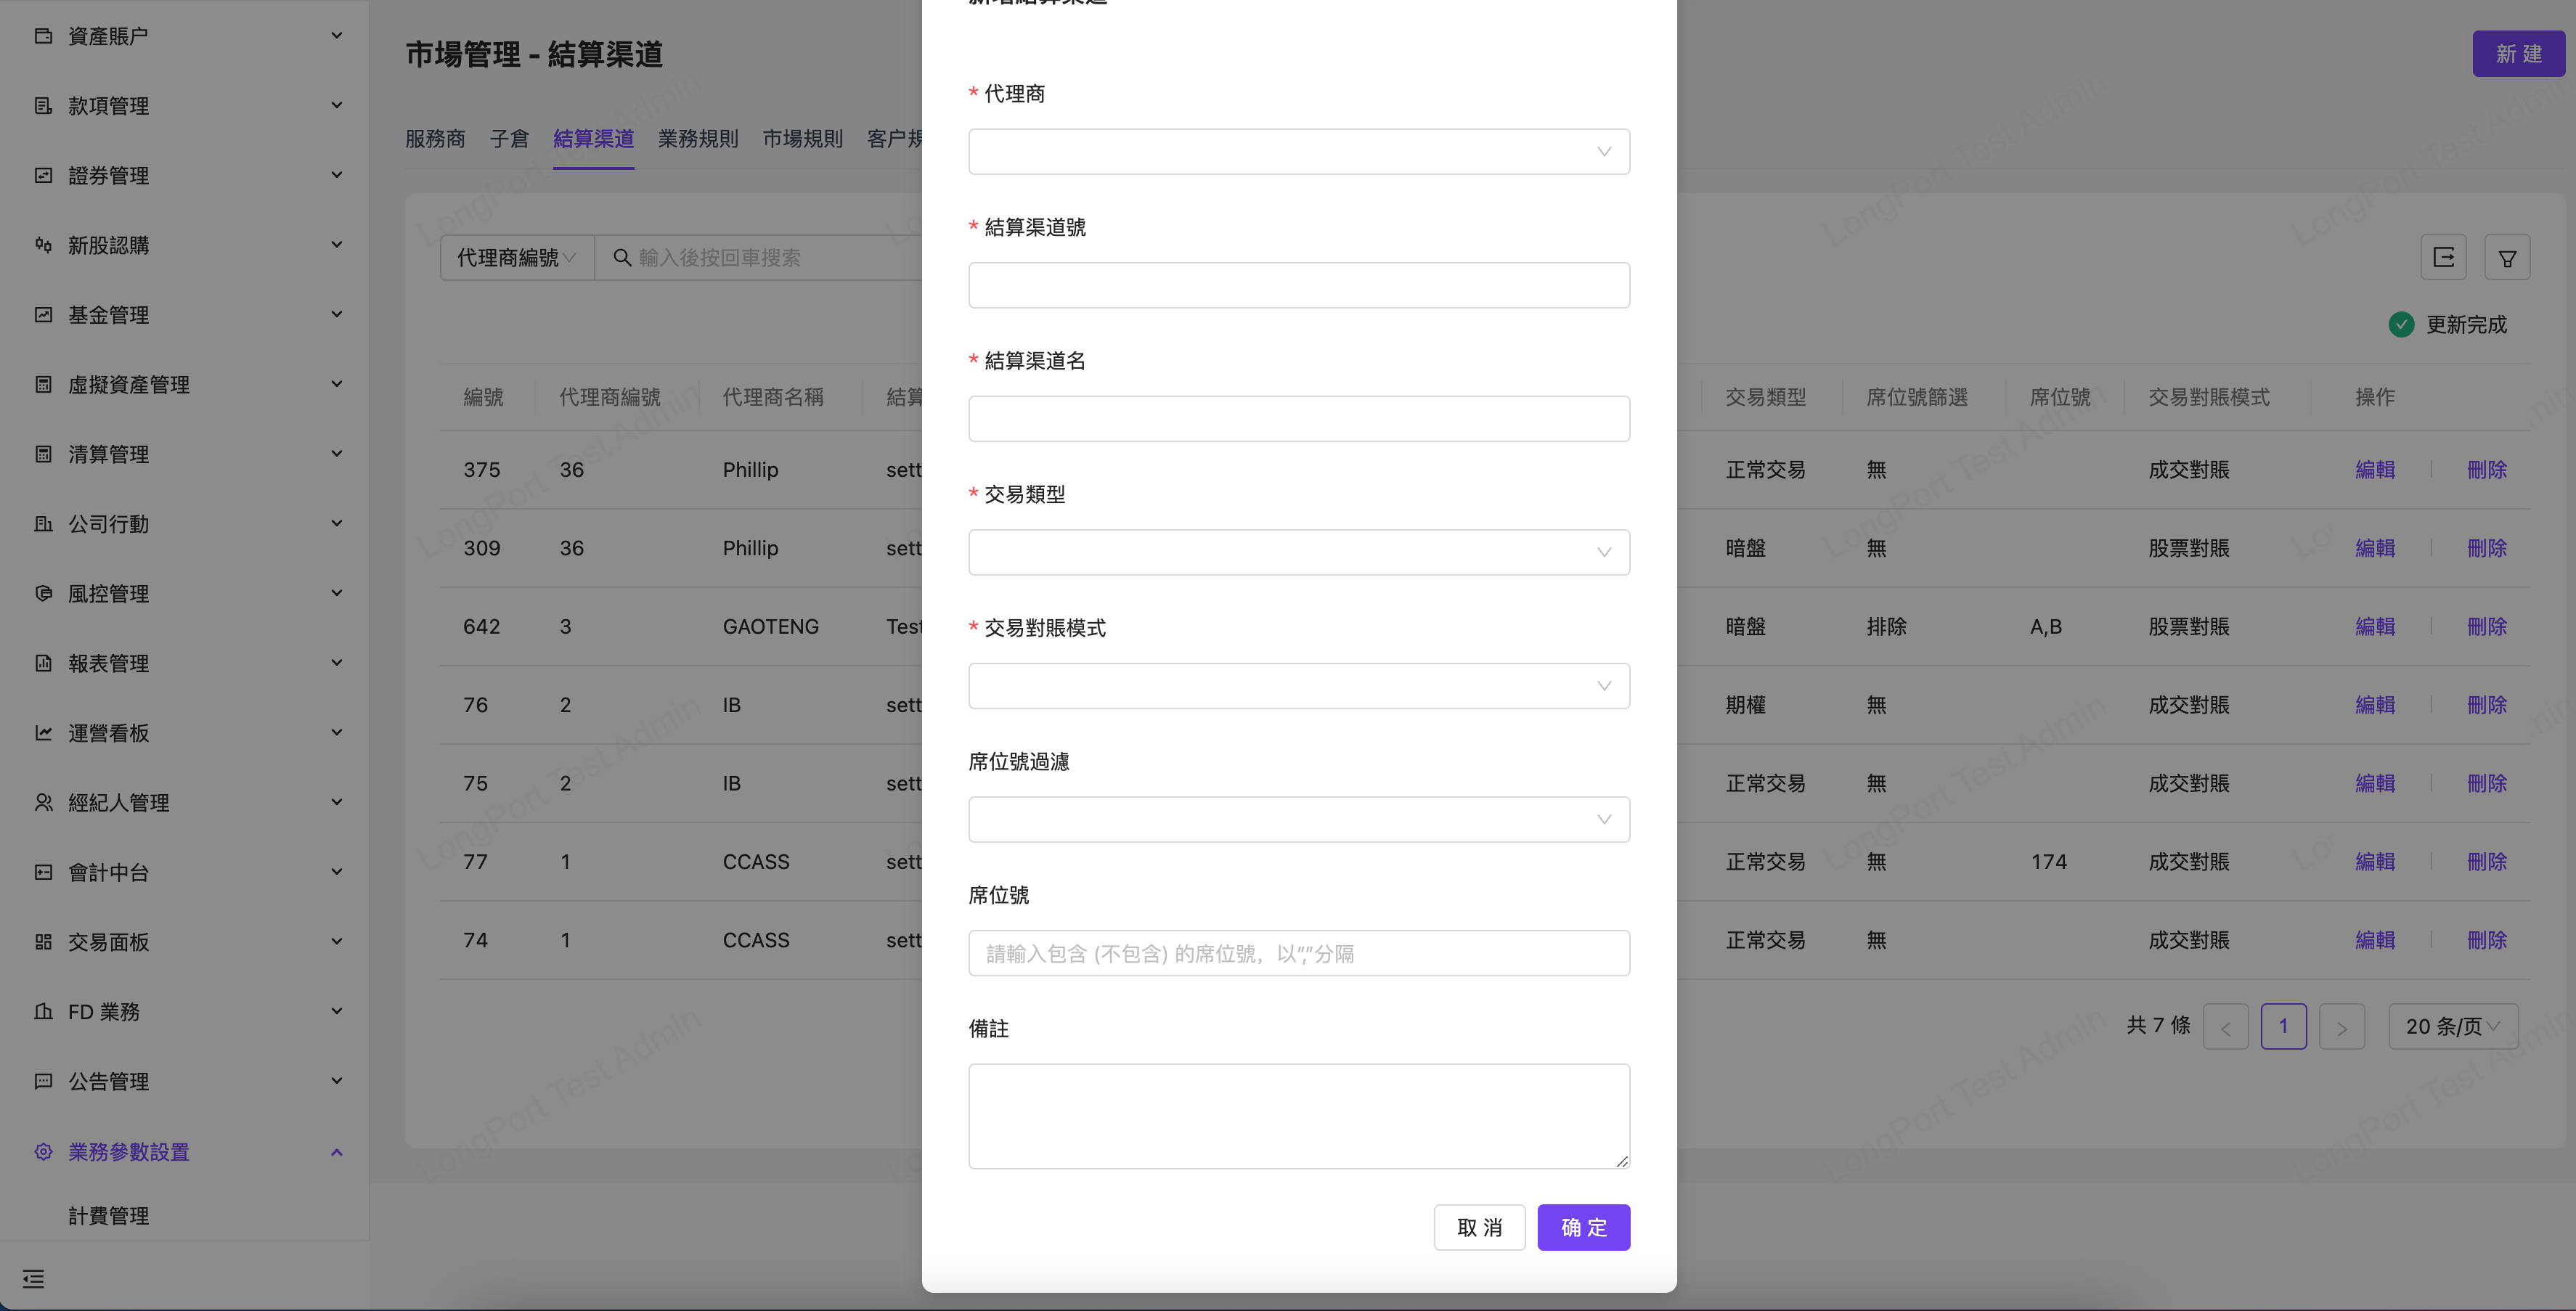 新增結算渠道
資產賬户
款項管理
證券管理
新股認購
基金管理
虛擬資產管理
清算管理
公司行動
風控管理
報表管理
運營看板
經紀人管理
會計中台
交易面板
FD 業務
公告管理
業務參數設置
計費管理
市場管理 - 結算渠道
新 建
服務商 子倉 結算渠道 業務規則 市場規則 客户規
代理商編號 輸入後按回車搜索
更新完成
編號 代理商編號 代理商名稱 結算 交易類型 席位號篩選 席位號 交易對賬模式 操作
375 36 Phillip sett 正常交易 無 成交對賬 編輯 刪除
309 36 Phillip sett 暗盤 無 股票對賬 編輯 刪除
642 3 GAOTENG Test 暗盤 排除 A,B 股票對賬 編輯 刪除
76 2 IB sett 期權 無 成交對賬 編輯 刪除
75 2 IB sett 正常交易 無 成交對賬 編輯 刪除
77 1 CCASS sett 正常交易 無 174 成交對賬 編輯 刪除
74 1 CCASS sett 正常交易 無 成交對賬 編輯 刪除
共 7 條 1 20 条/页
* 代理商
* 結算渠道號
* 結算渠道名
* 交易類型
* 交易對賬模式
席位號過濾
席位號
請輸入包含 (不包含) 的席位號，以","分隔
備註
取 消 确 定
LongPort Test Admin